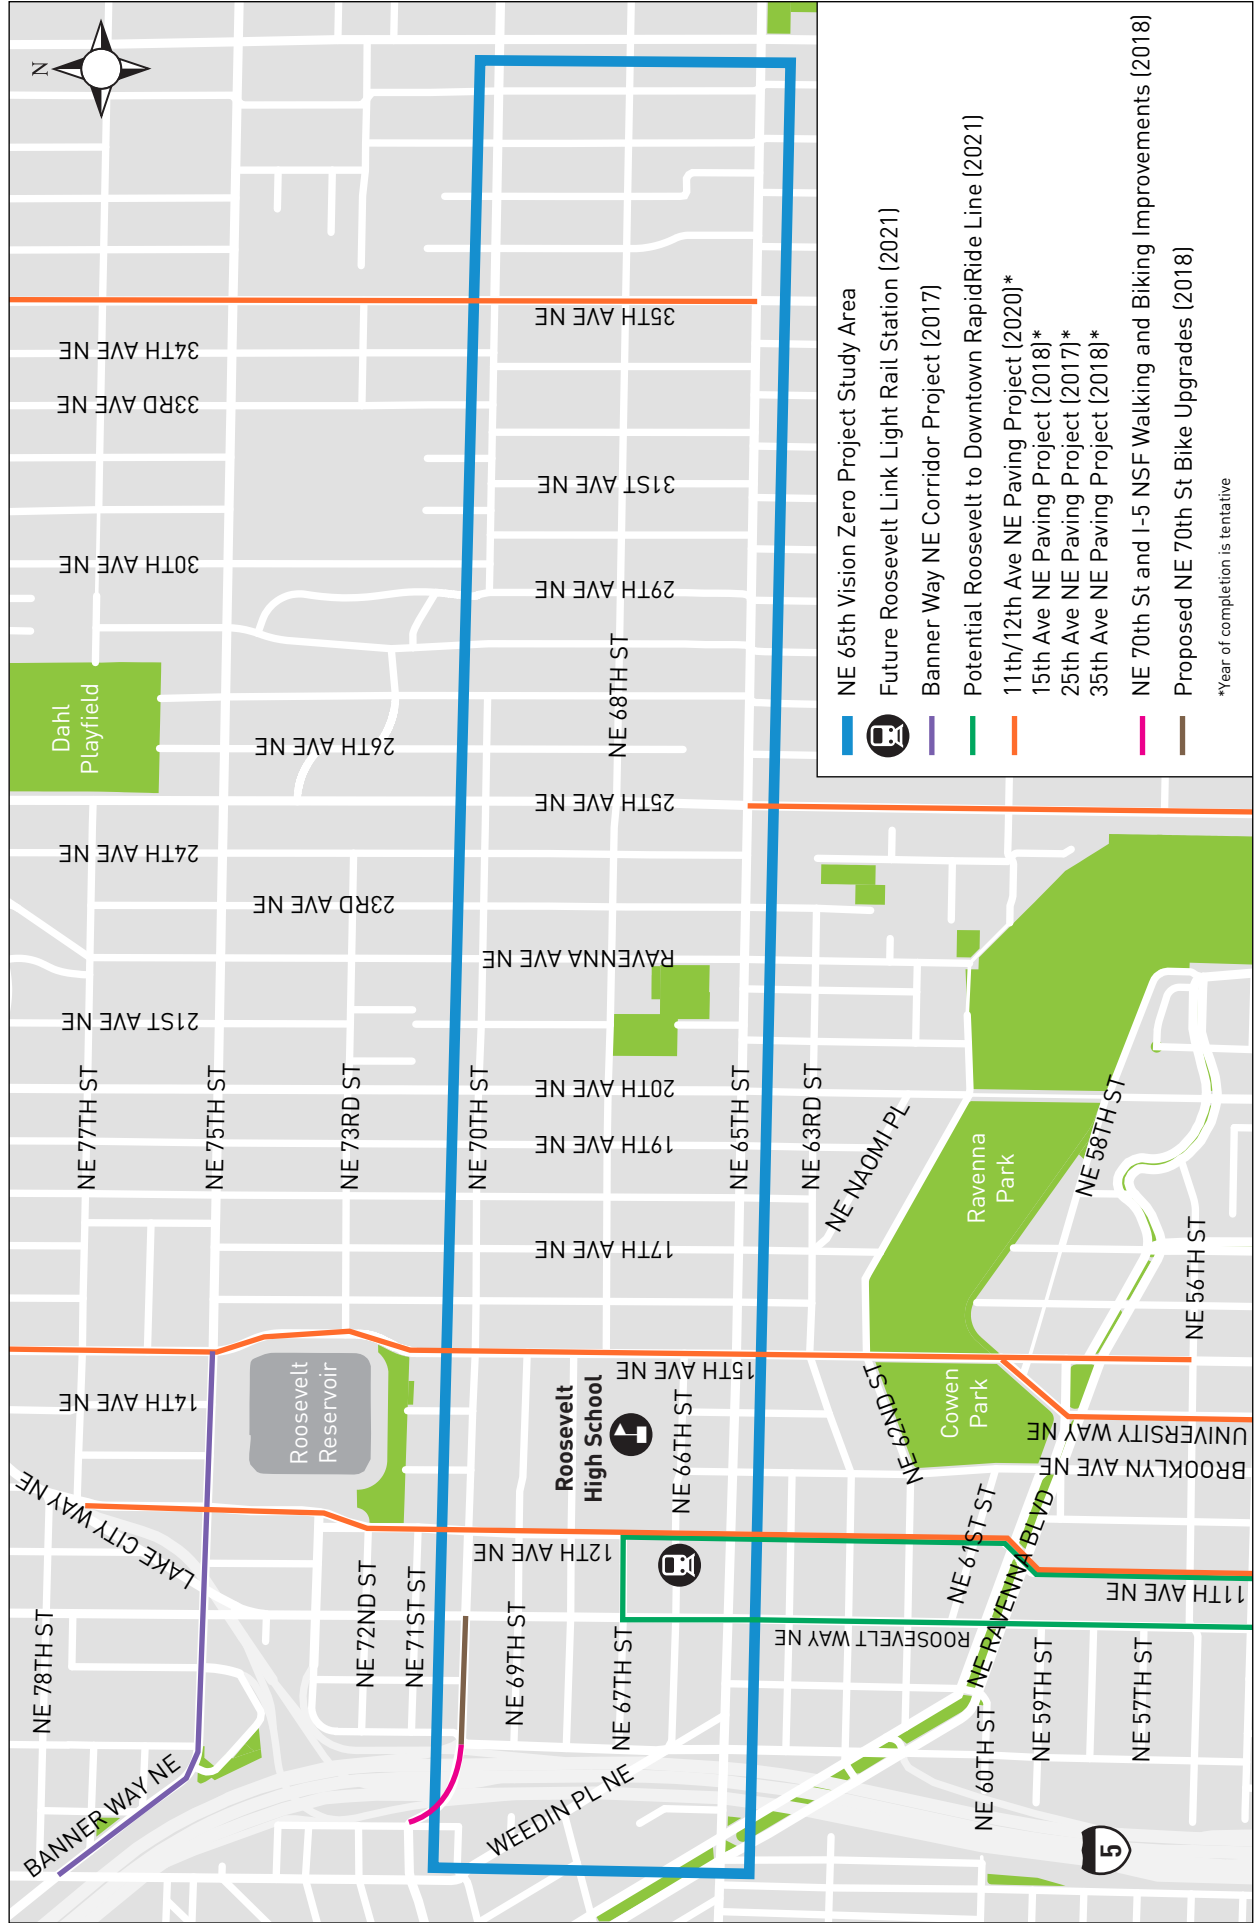 N
34TH AVE NE
33RD AVE NE
30TH AVE NE
35TH AVE NE
31ST AVE NE
29TH AVE NE
NE 68TH ST
Dahl
Playfield
26TH AVE NE
25TH AVE NE
24TH AVE NE
23RD AVE NE
RAVENNA AVE NE
21ST AVE NE
20TH AVE NE
19TH AVE NE
17TH AVE NE
NE 77TH ST
NE 75TH ST
NE 73RD ST
NE 70TH ST
NE 65TH ST
NE 63RD ST
NE NAOMI PL
Ravenna
Park
NE 58TH ST
NE 56TH ST
15TH AVE NE
14TH AVE NE
Roosevelt
Reservoir
Roosevelt
High School
NE 66TH ST
NE 62ND ST
Cowen
Park
UNIVERSITY WAY NE
BROOKLYN AVE NE
LAKE CITY WAY NE
12TH AVE NE
NE 61ST ST
NE RAVENNA BLVD
11TH AVE NE
ROOSEVELT WAY NE
NE 78TH ST
NE 72ND ST
NE 71ST ST
NE 69TH ST
NE 67TH ST
NE 60TH ST
NE 59TH ST
NE 57TH ST
BANNER WAY NE
WEEDIN PL NE
5
NE 65th Vision Zero Project Study Area
Future Roosevelt Link Light Rail Station (2021)
Banner Way NE Corridor Project (2017)
Potential Roosevelt to Downtown RapidRide Line (2021)
11th/12th Ave NE Paving Project (2020)*
15th Ave NE Paving Project (2018)*
25th Ave NE Paving Project (2017)*
35th Ave NE Paving Project (2018)*
NE 70th St and I-5 NSF Walking and Biking Improvements (2018)
Proposed NE 70th St Bike Upgrades (2018)
*Year of completion is tentative